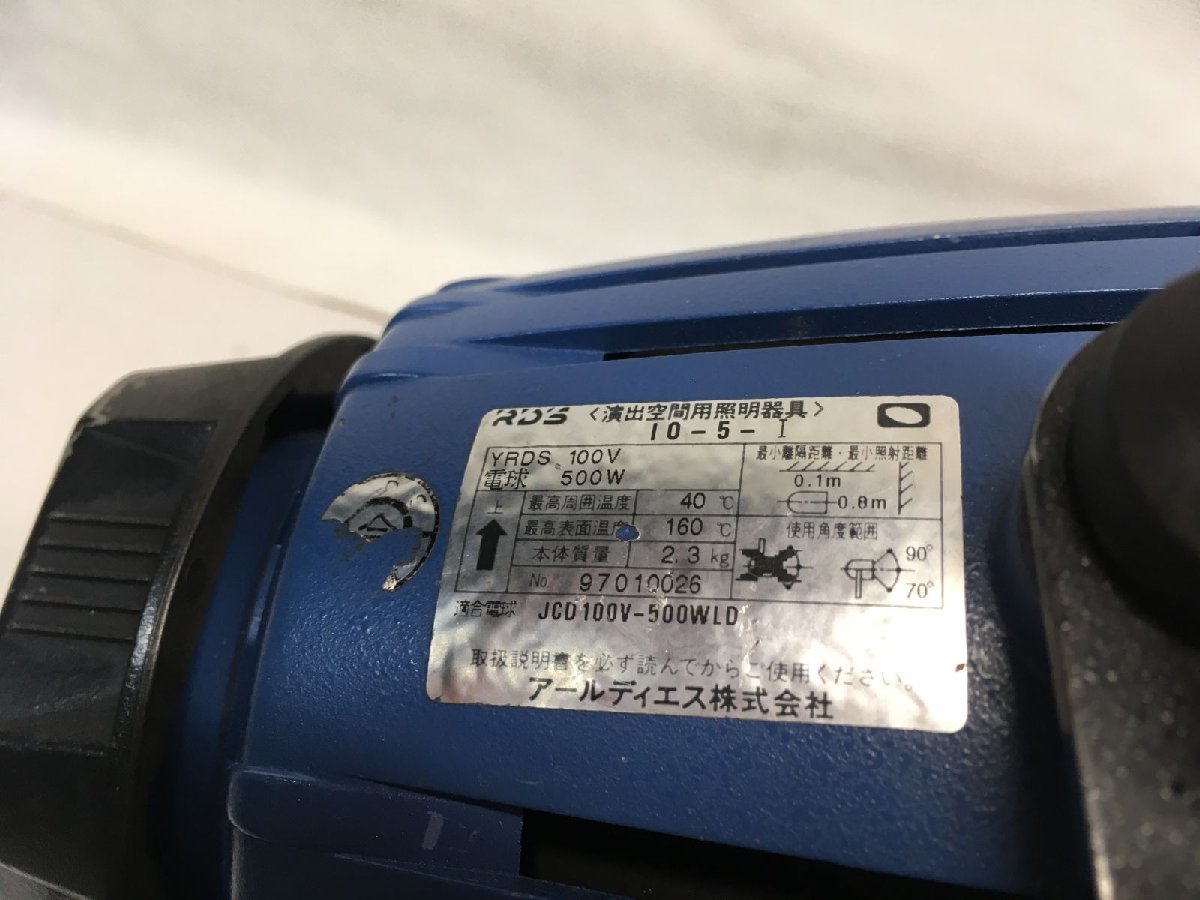 RDS 〈演出空間用照明器具〉
IO-5-I
YRDS 100V
電球 500W
最小離隔距離・最小照射距離
0.1m
0.8m
上
最高周囲温度 40 ℃
最高表面温度 160 ℃
本体質量 2.3 kg
No. 97010026
使用角度範囲
90°
70°
適合電球 JCD100V-500WLD
取扱説明書を必ず読んでからご使用ください。
アールディエス株式会社